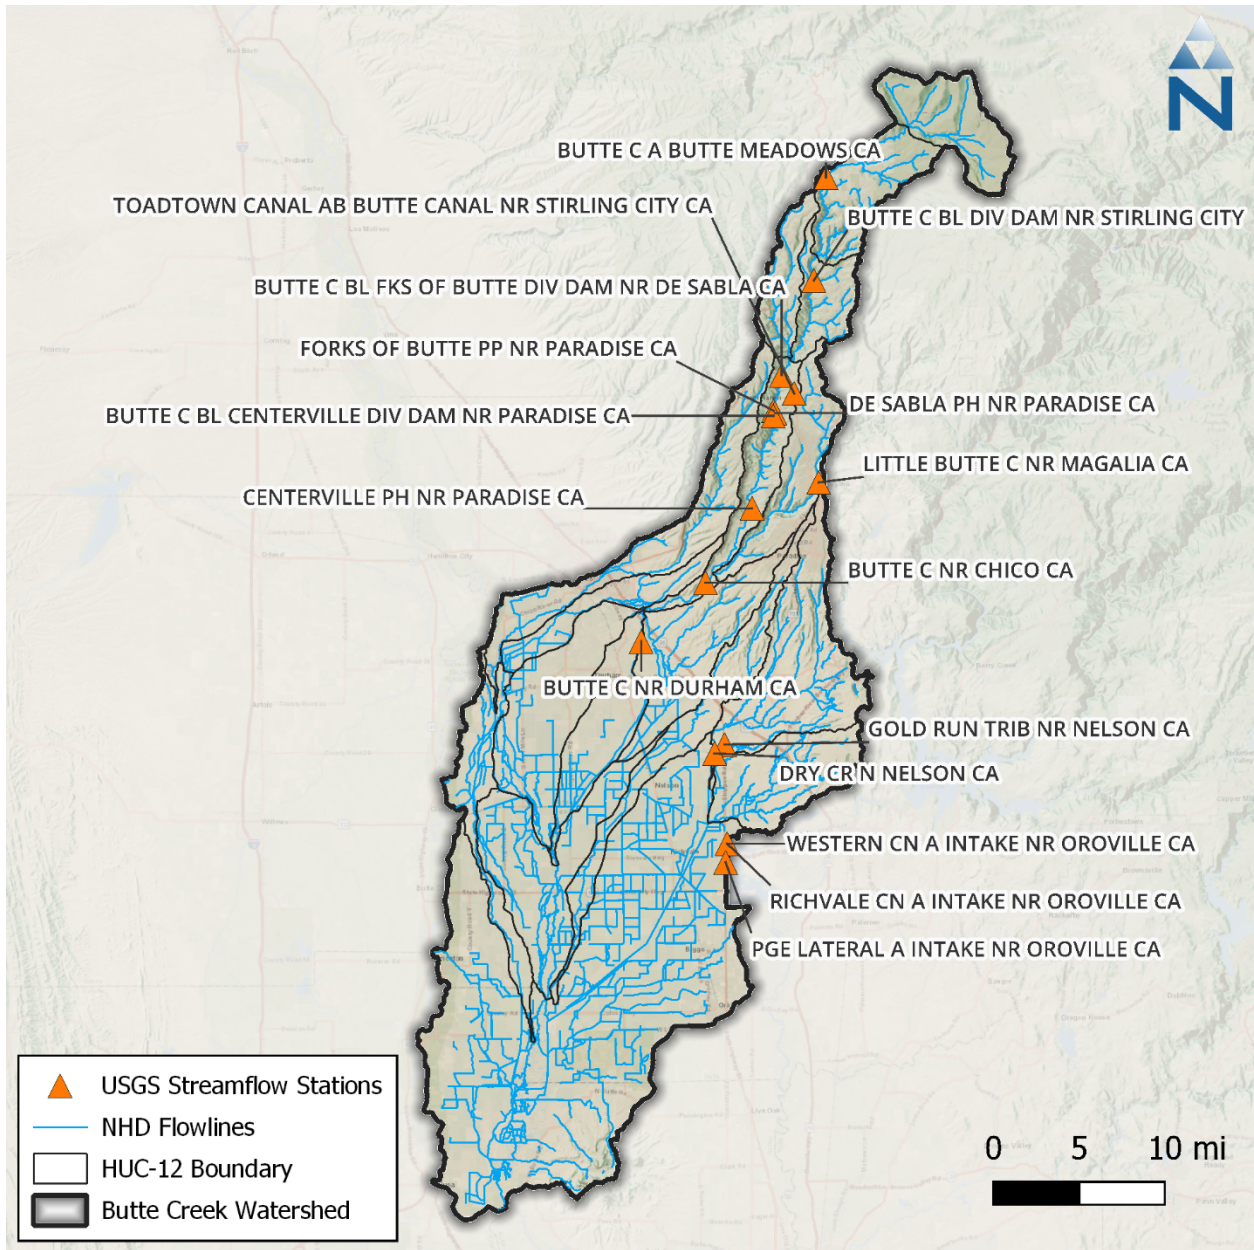 N
BUTTE C A BUTTE MEADOWS CA
TOADTOWN CANAL AB BUTTE CANAL NR STIRLING CITY CA
BUTTE C BL DIV DAM NR STIRLING CITY
BUTTE C BL FKS OF BUTTE DIV DAM NR DE SABLA CA
FORKS OF BUTTE PP NR PARADISE CA
DE SABLA PH NR PARADISE CA
BUTTE C BL CENTERVILLE DIV DAM NR PARADISE CA
LITTLE BUTTE C NR MAGALIA CA
CENTERVILLE PH NR PARADISE CA
BUTTE C NR CHICO CA
BUTTE C NR DURHAM CA
GOLD RUN TRIB NR NELSON CA
DRY CR N NELSON CA
Nelson
WESTERN CN A INTAKE NR OROVILLE CA
RICHVALE CN A INTAKE NR OROVILLE CA
PGE LATERAL A INTAKE NR OROVILLE CA
USGS Streamflow Stations
NHD Flowlines
HUC-12 Boundary
Butte Creek Watershed
0 5 10 mi